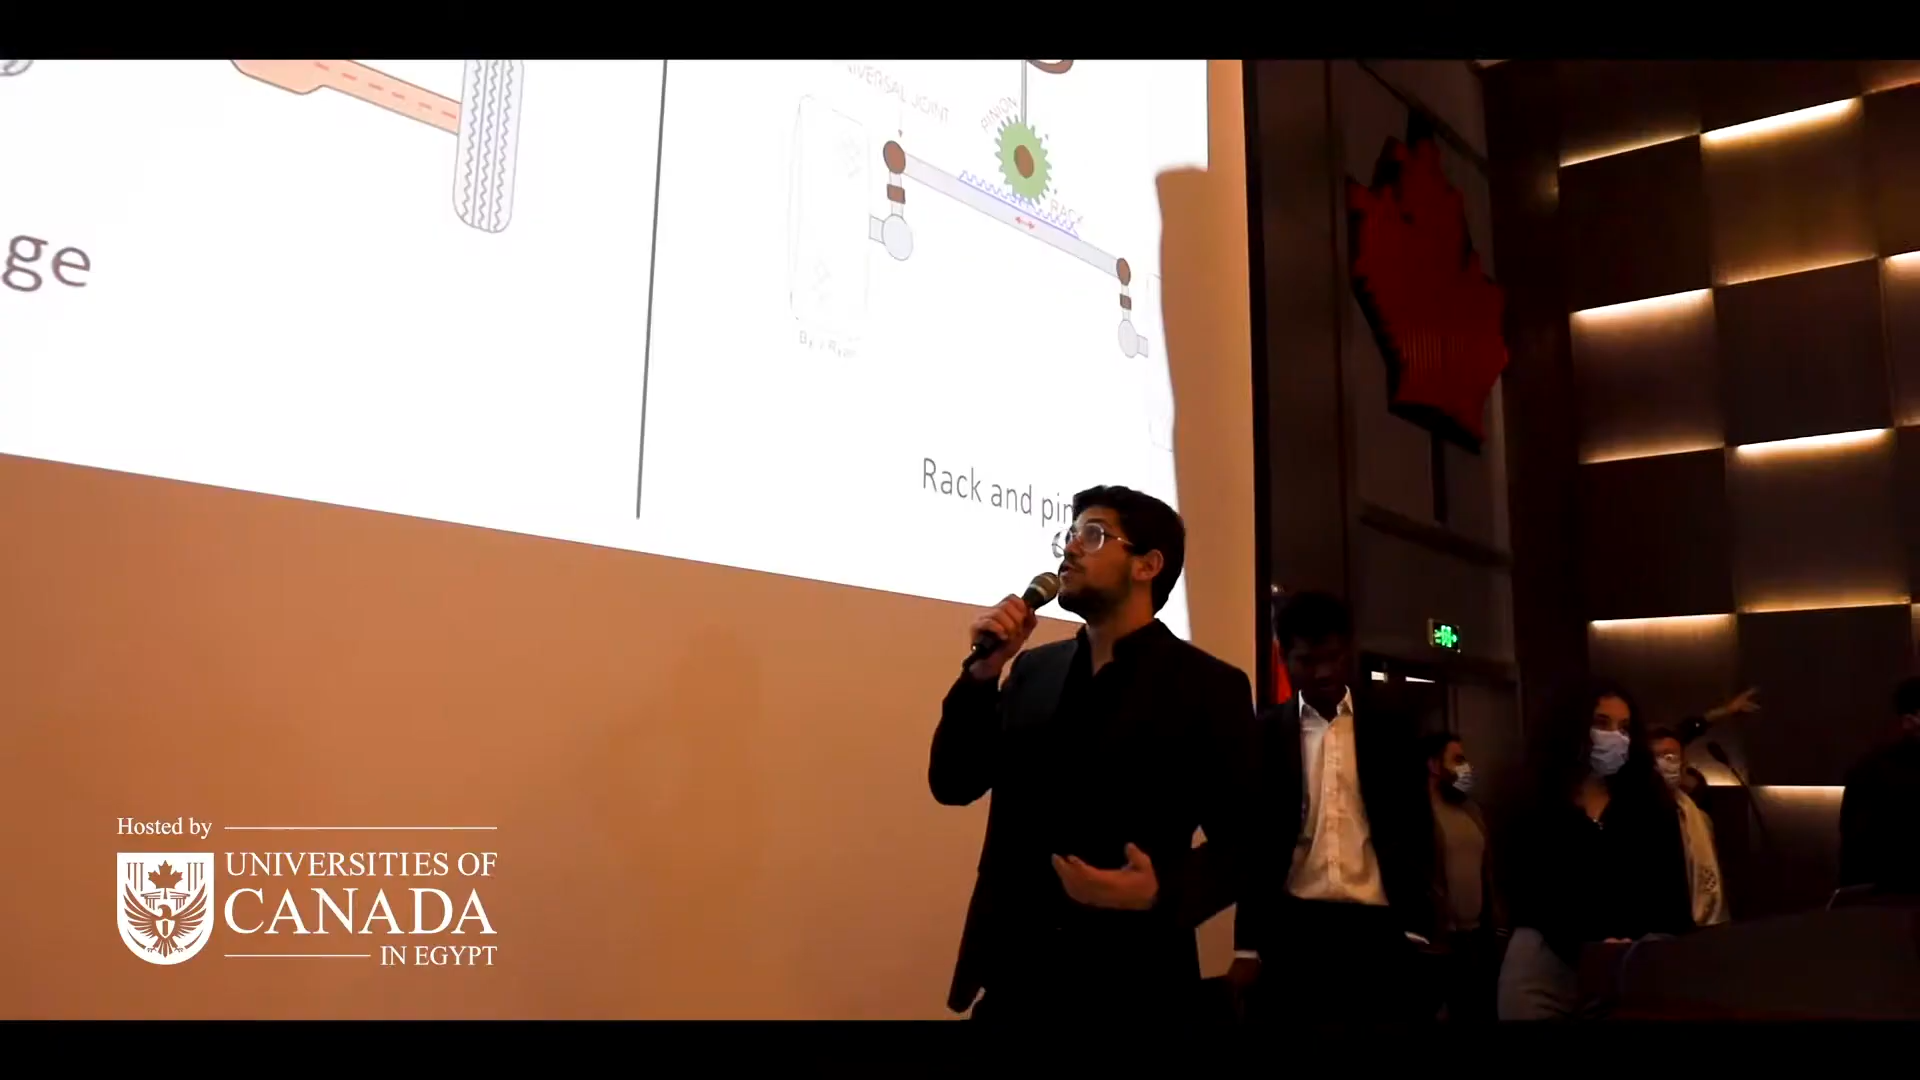 UNIVERSAL JOINT
PINION
RACK
ge
Rack and pin
Hosted by
UNIVERSITIES OF
CANADA
IN EGYPT